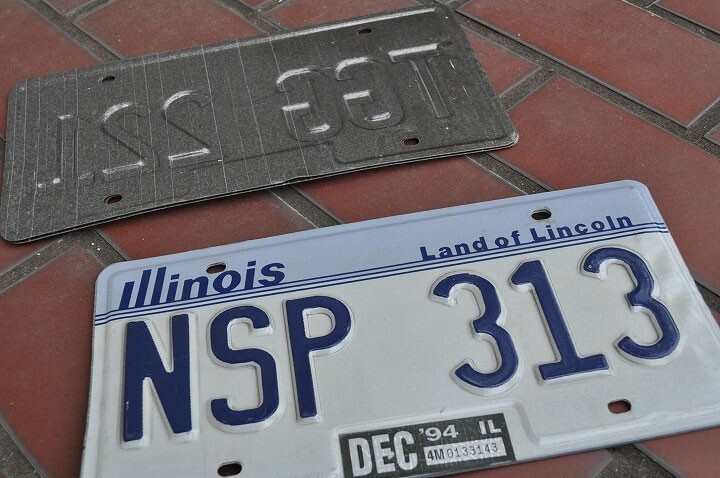 Illinois Land of Lincoln
NSP 313
DEC '94 IL
4M0133143